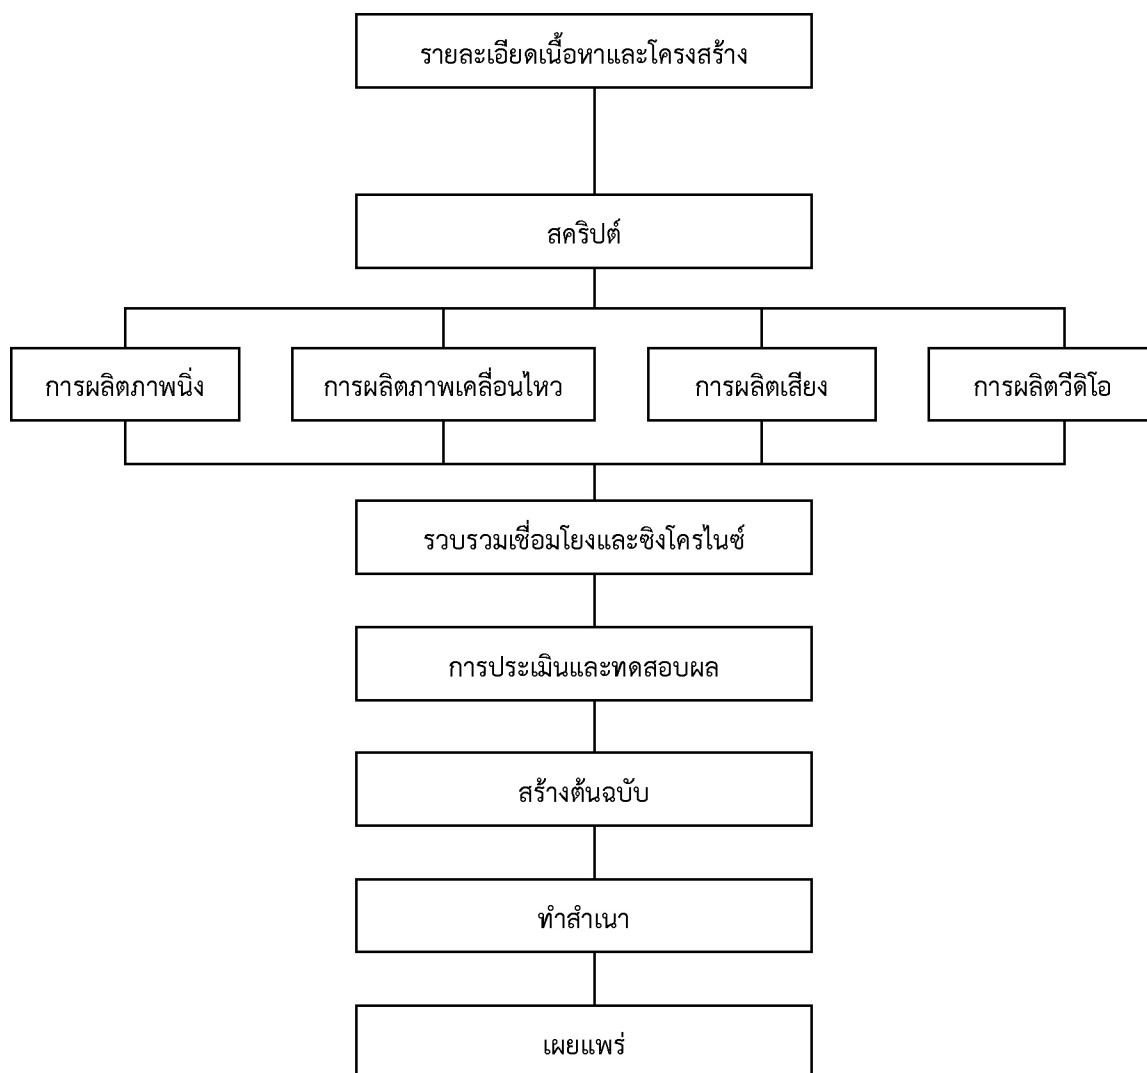 รายละเอียดเนื้อหาและโครงสร้าง
สคริปต์
การผลิตภาพนิ่ง
การผลิตภาพเคลื่อนไหว
การผลิตเสียง
การผลิตวีดิโอ
รวบรวมเชื่อมโยงและซิงโครไนซ์
การประเมินและทดสอบผล
สร้างต้นฉบับ
ทำสำเนา
เผยแพร่